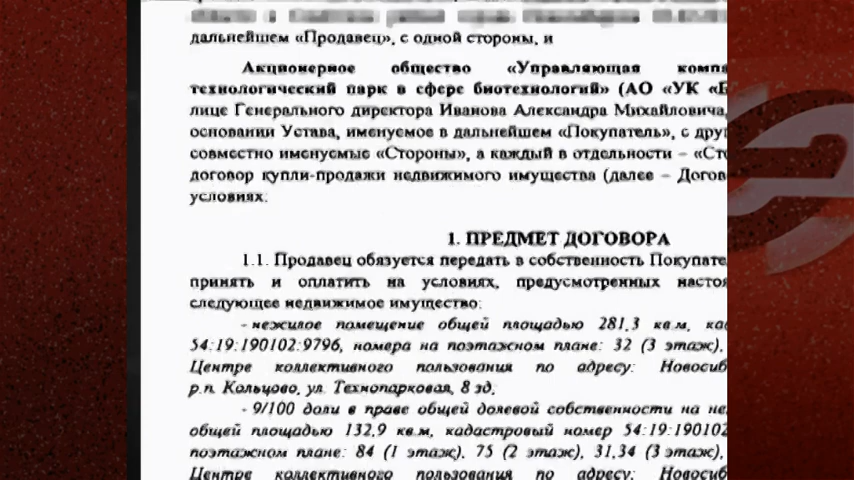 дальнейшем «Продавец», с одной стороны, и
Акционерное общество «Управляющая
технологический парк в сфере биотехнологий» (АО «УК
лице Генерального директора Иванова Александра Михайловича,
основании Устава, именуемое в дальнейшем «Покупатель», с
совместно именуемые «Стороны», а каждый в отдельности –
договор купли-продажи недвижимого имущества (далее –
условиях:
1. ПРЕДМЕТ ДОГОВОРА
1.1. Продавец обязуется передать в собственность
принять и оплатить на условиях, предусмотренных
следующее недвижимое имущество:
- нежилое помещение общей площадью 281,3 кв.м,
54:19:190102:9796, номера на поэтажном плане: 32 (3 этаж),
Центре коллективного пользования по адресу:
р.п. Кольцово, ул. Технопарковая, 8 зд;
- 9/100 доли в праве общей долевой собственности на
общей площадью 132,9 кв.м, кадастровый номер 54:19:190102
поэтажном плане: 84 (1 этаж), 75 (2 этаж), 31,34 (3 этаж),
Центре коллективного пользования по адресу: